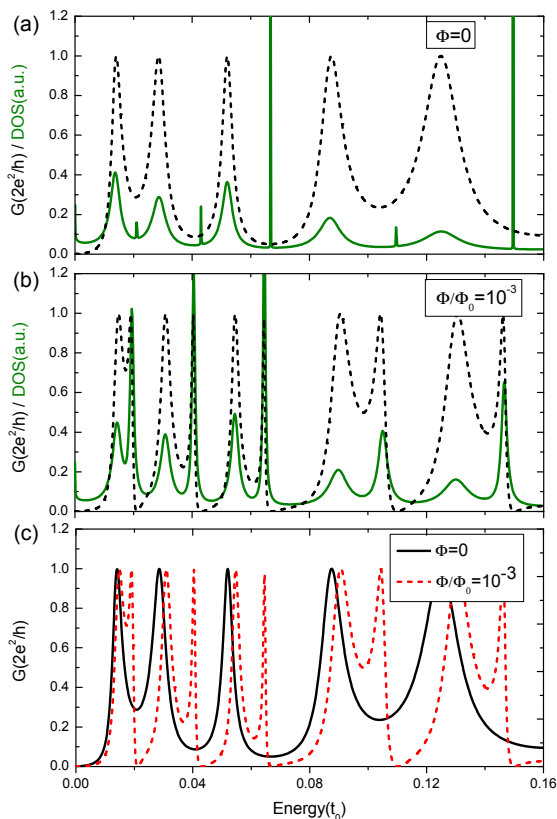 (a)
Φ=0
G(2e²/h) / DOS(a.u.)
1.2
1.0
0.8
0.6
0.4
0.2
0.0
(b)
Φ/Φ₀=10⁻³
G(2e²/h) / DOS(a.u.)
1.2
1.0
0.8
0.6
0.4
0.2
0.0
(c)
Φ=0
Φ/Φ₀=10⁻³
G(2e²/h)
1.2
1.0
0.8
0.6
0.4
0.2
0.0
0.00 0.04 0.08 0.12 0.16
Energy(t₀)